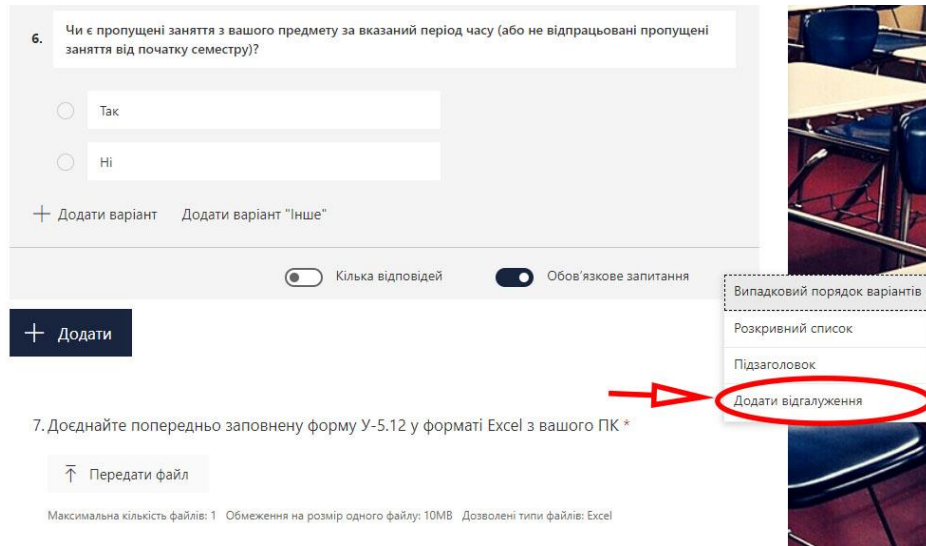 6. Чи є пропущені заняття з вашого предмету за вказаний період часу (або не відпрацьовані пропущені
заняття від початку семестру)?
Так
Ні
Додати варіант Додати варіант "Інше"
Кілька відповідей Обов'язкове запитання
Випадковий порядок варіантів
Розкривний список
Підзаголовок
Додати відгалуження
Додати
7. Доєднайте попередньо заповнену форму У-5.12 у форматі Excel з вашого ПК *
Передати файл
Максимальна кількість файлів: 1 Обмеження на розмір одного файлу: 10MB Дозволені типи файлів: Excel